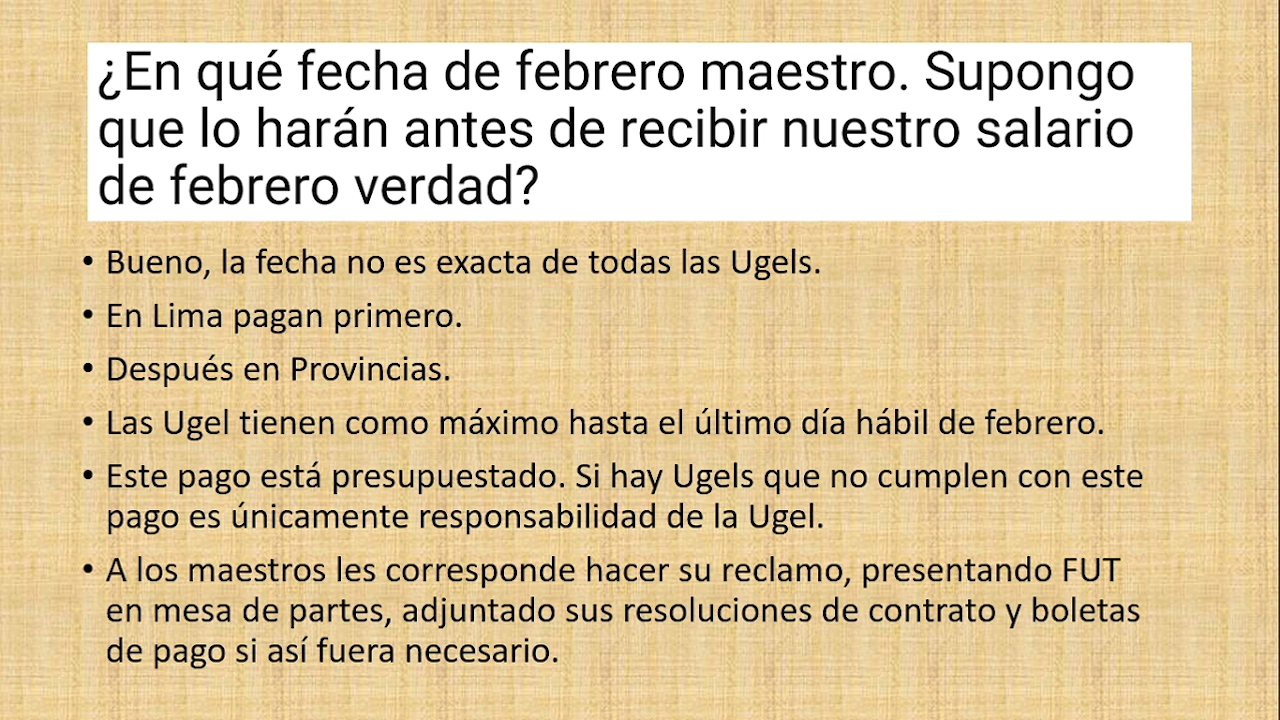 ¿En qué fecha de febrero maestro. Supongo
que lo harán antes de recibir nuestro salario
de febrero verdad?
• Bueno, la fecha no es exacta de todas las Ugels.
• En Lima pagan primero.
• Después en Provincias.
• Las Ugel tienen como máximo hasta el último día hábil de febrero.
• Este pago está presupuestado. Si hay Ugels que no cumplen con este
pago es únicamente responsabilidad de la Ugel.
• A los maestros les corresponde hacer su reclamo, presentando FUT
en mesa de partes, adjuntado sus resoluciones de contrato y boletas
de pago si así fuera necesario.